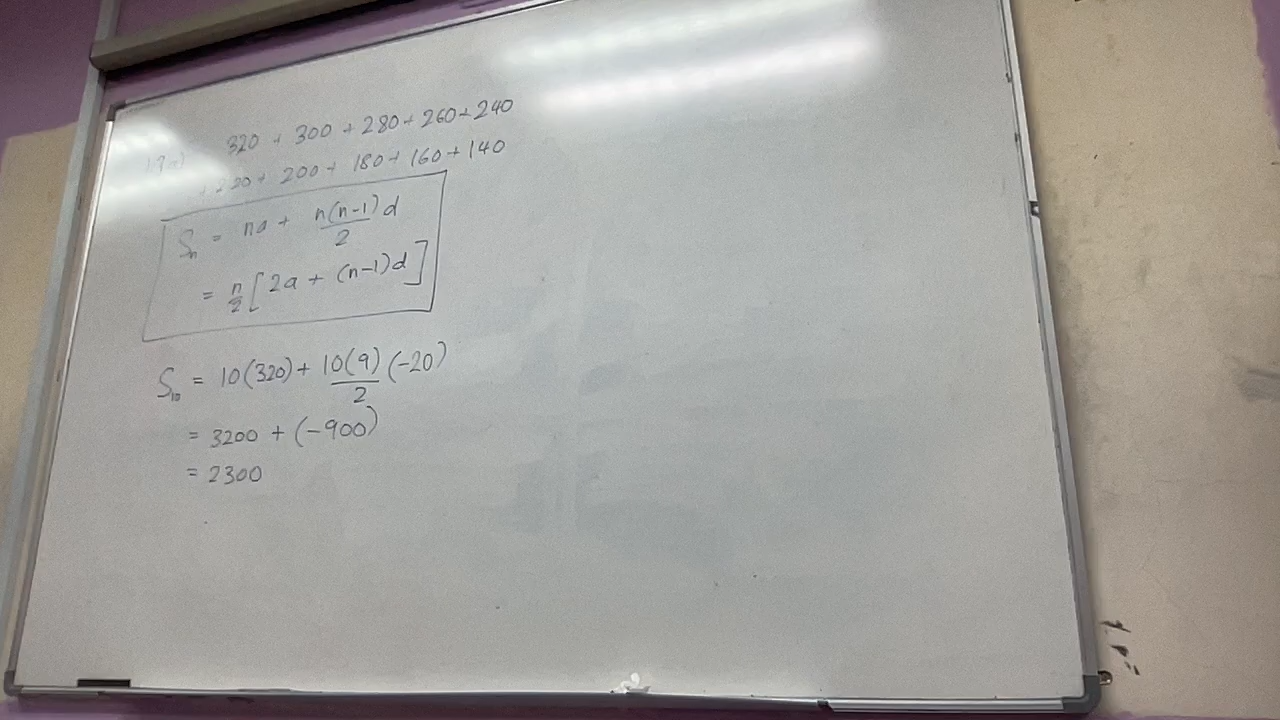 19a) 320 + 300 + 280 + 260 + 240
+ 220 + 200 + 180 + 160 + 140
Sn = na + n(n-1)/2 d
= n/2 [2a + (n-1)d]
S10 = 10(320) + 10(9)/2 (-20)
= 3200 + (-900)
= 2300